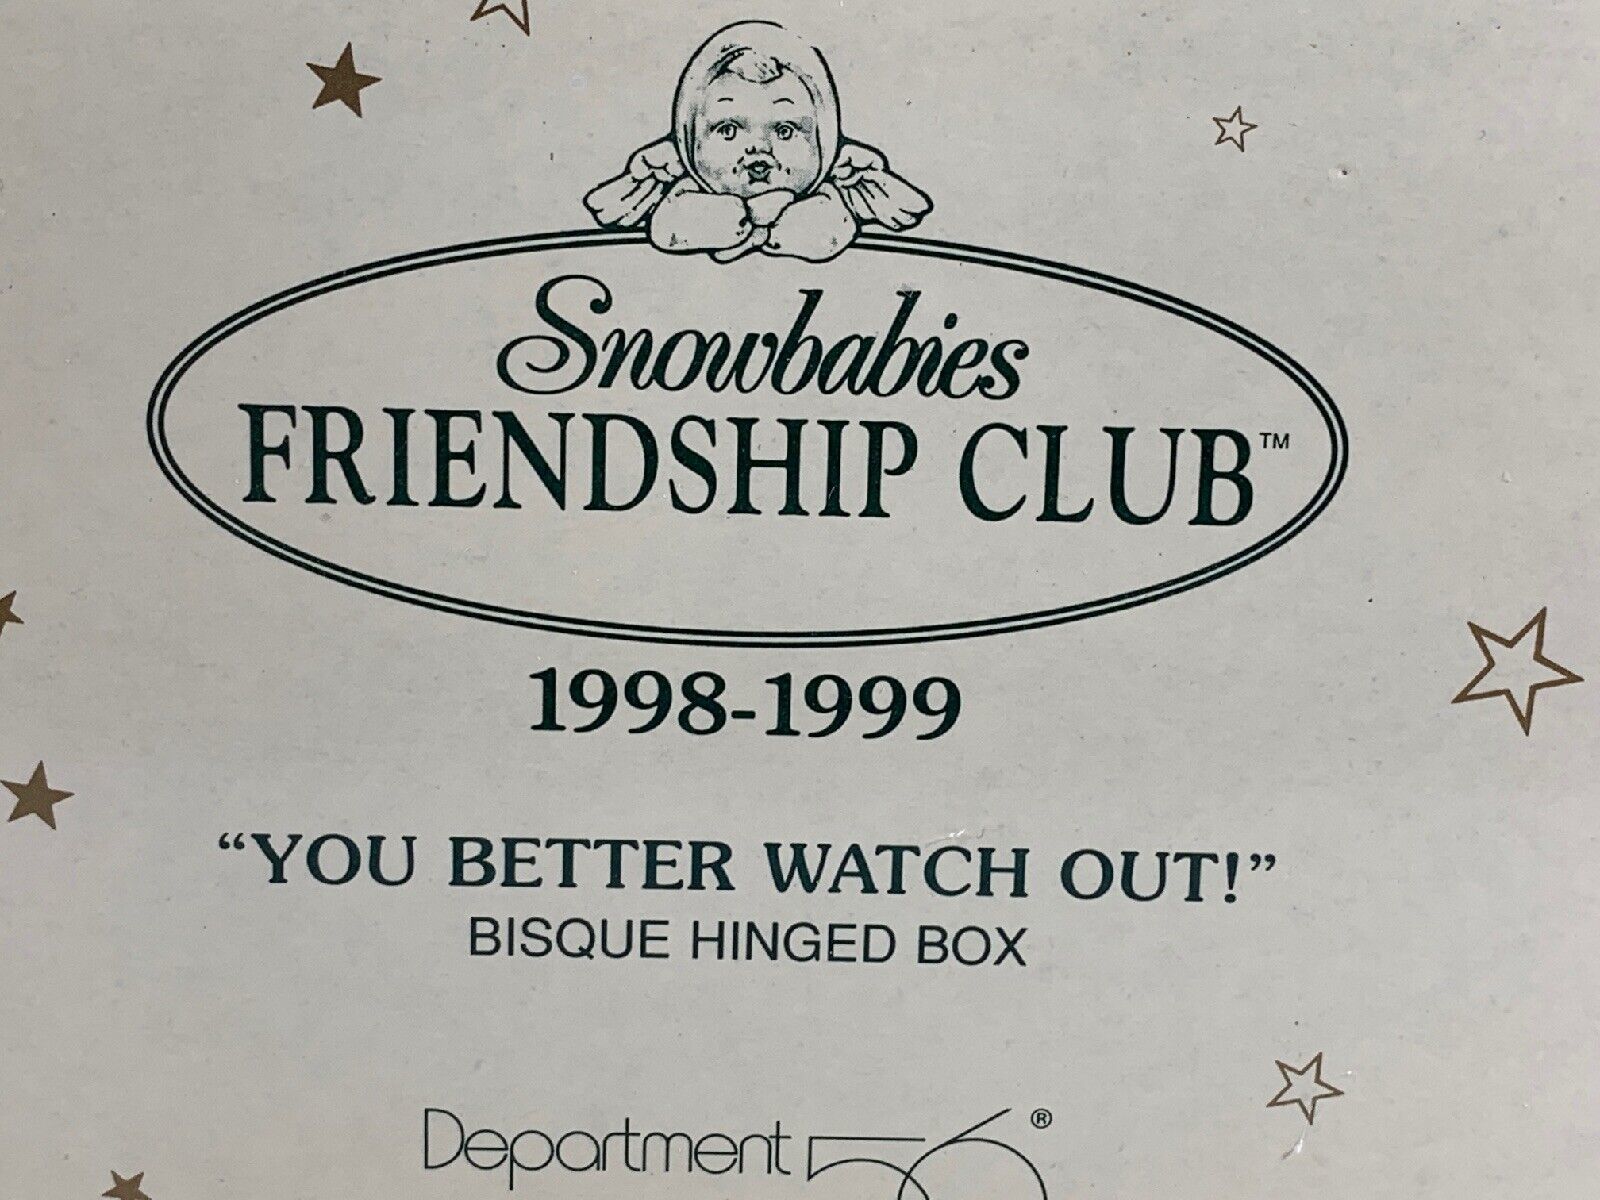 Snowbabies
FRIENDSHIP CLUB™
1998-1999
“YOU BETTER WATCH OUT!”
BISQUE HINGED BOX
Department 56®